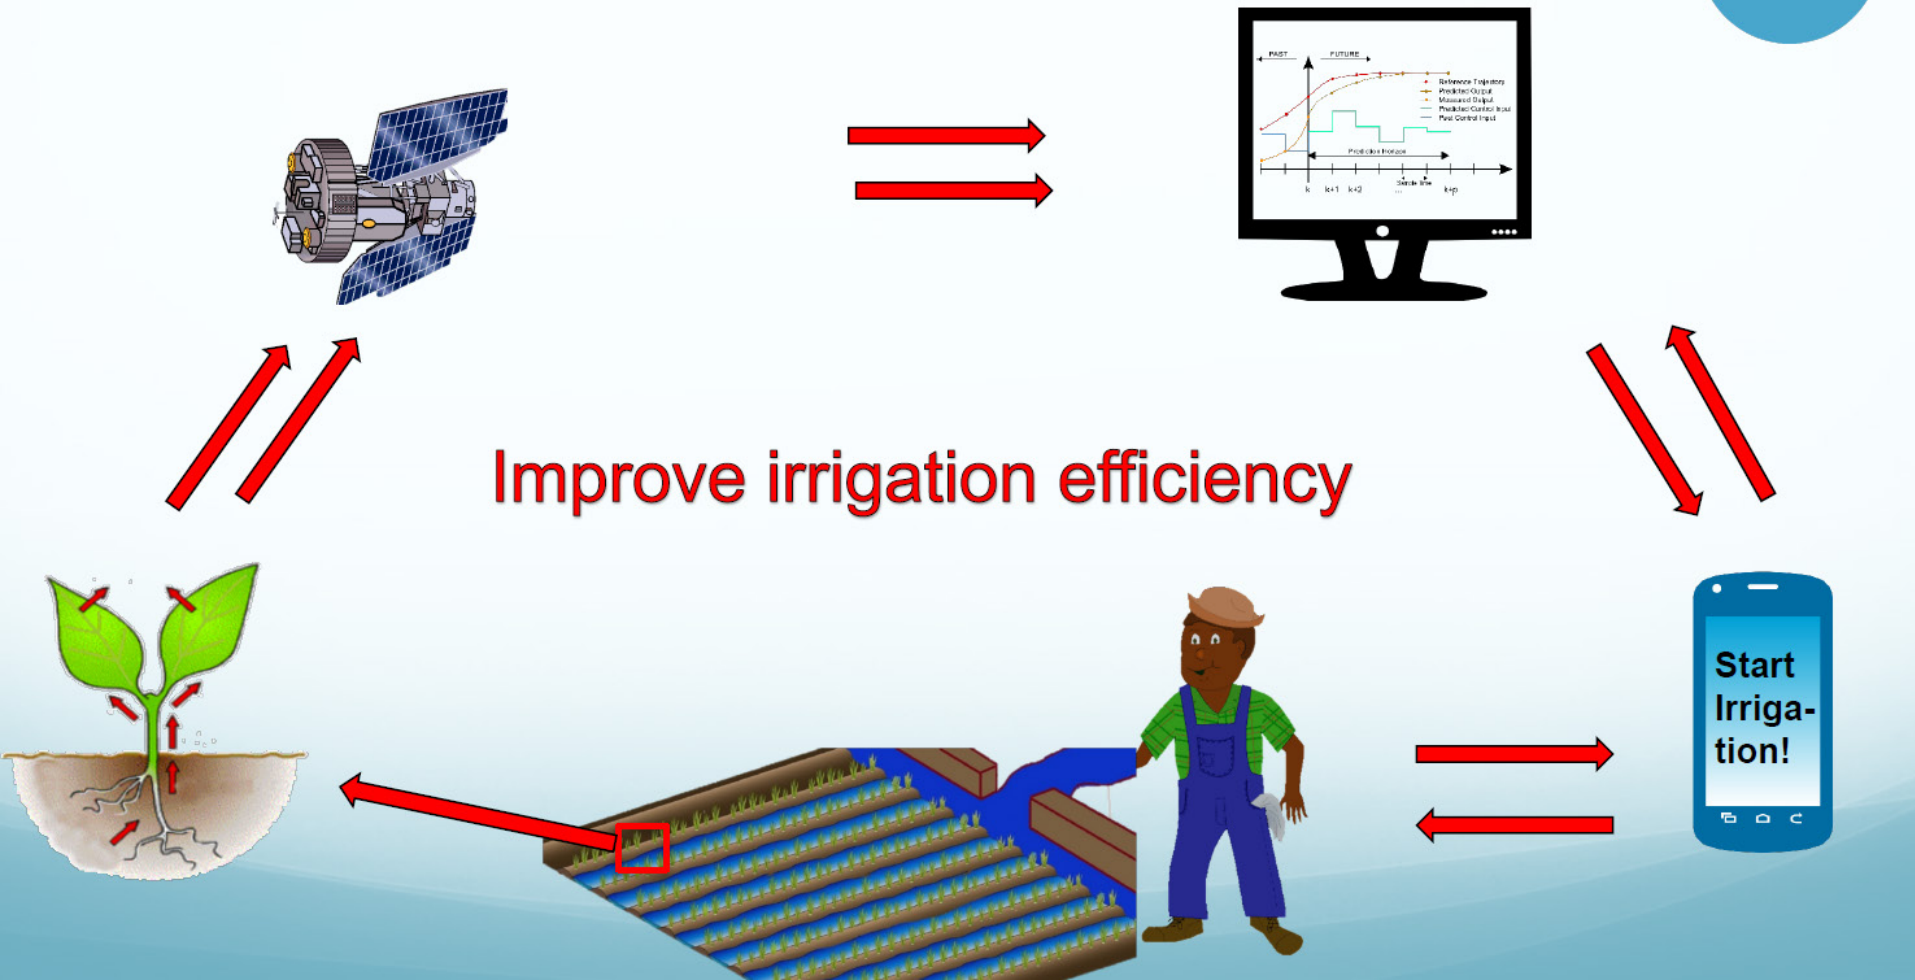 PAST
FUTURE
Reference Trajectory
Predicted Output
Measured Output
Predicted Control Input
Past Control Input
Prediction Horizon
Sample time
k
k+1
k+2
...
k+p
Improve irrigation efficiency
Start
Irriga-
tion!